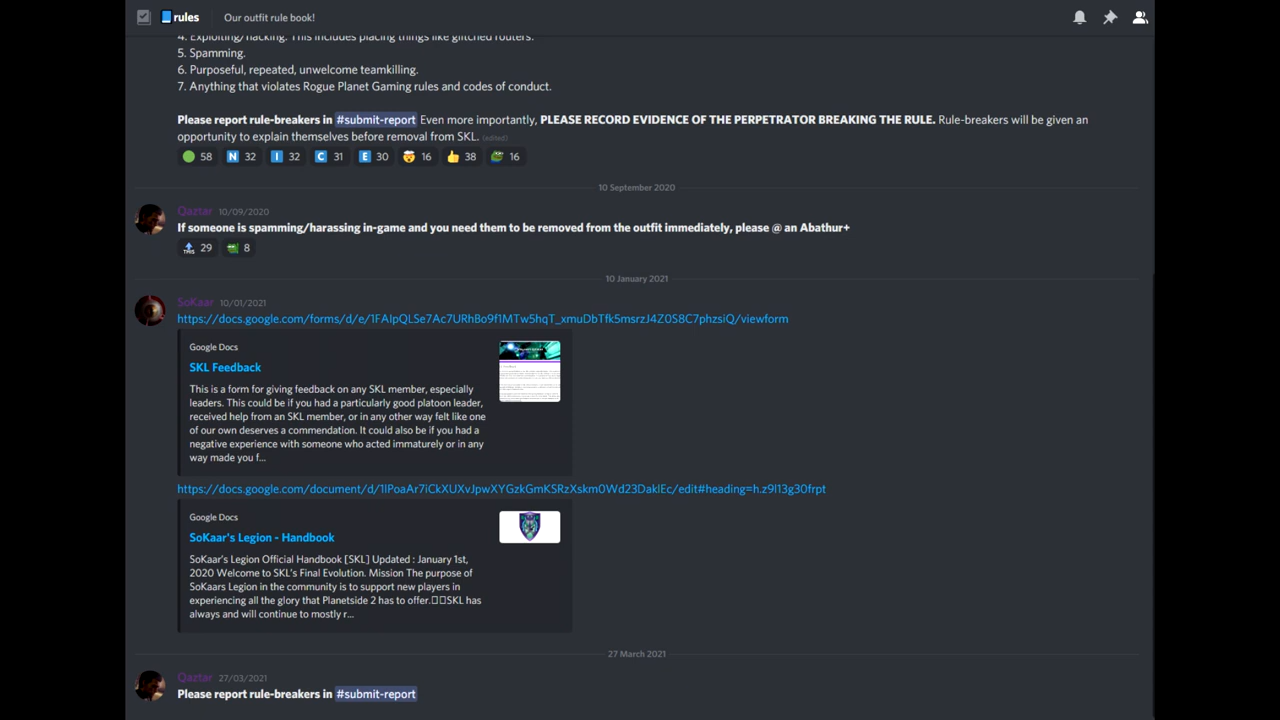 rules Our outfit rule book!
4. Exploiting/hacking. This includes placing things like glitched routers.
5. Spamming.
6. Purposeful, repeated, unwelcome teamkilling.
7. Anything that violates Rogue Planet Gaming rules and codes of conduct.
Please report rule-breakers in #submit-report Even more importantly, PLEASE RECORD EVIDENCE OF THE PERPETRATOR BREAKING THE RULE. Rule-breakers will be given an
opportunity to explain themselves before removal from SKL. (edited)
58 N 32 I 32 C 31 E 30 16 38 16
10 September 2020
Qaztar 10/09/2020
If someone is spamming/harassing in-game and you need them to be removed from the outfit immediately, please @ an Abathur+
THIS 29 8
10 January 2021
SoKaar 10/01/2021
https://docs.google.com/forms/d/e/1FAIpQLSe7Ac7URhBo9f1MTw5hqT_xmuDbTfk5msrzJ4Z0S8C7phzsiQ/viewform
Google Docs
SKL Feedback
This is a form for giving feedback on any SKL member, especially
leaders. This could be if you had a particularly good platoon leader,
received help from an SKL member, or in any other way felt like one
of our own deserves a commendation. It could also be if you had a
negative experience with someone who acted immaturely or in any
way made you f...
https://docs.google.com/document/d/1lPoaAr7iCkXUXvJpwXYGzkGmKSRzXskm0Wd23DaklEc/edit#heading=h.z9l13g30frpt
Google Docs
SoKaar's Legion - Handbook
SoKaar's Legion Official Handbook [SKL] Updated : January 1st,
2020 Welcome to SKL's Final Evolution. Mission The purpose of
SoKaars Legion in the community is to support new players in
experiencing all the glory that Planetside 2 has to offer.□□SKL has
always and will continue to mostly r...
27 March 2021
Qaztar 27/03/2021
Please report rule-breakers in #submit-report